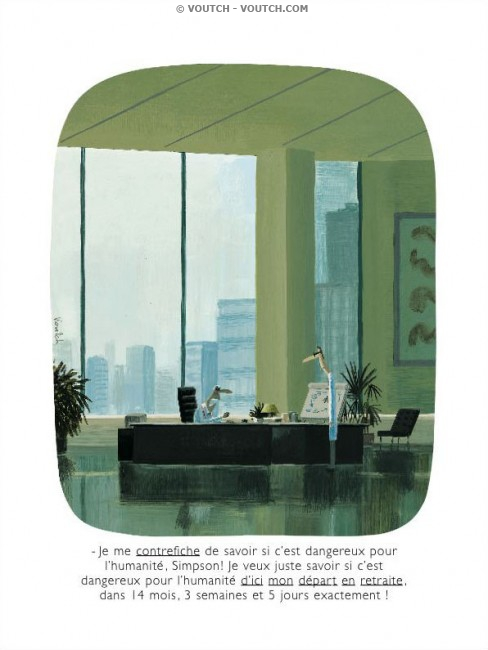 © VOUTCH - VOUTCH.COM
Voutch
- Je me contrefiche de savoir si c'est dangereux pour
l'humanité, Simpson! Je veux juste savoir si c'est
dangereux pour l'humanité d'ici mon départ en retraite,
dans 14 mois, 3 semaines et 5 jours exactement !